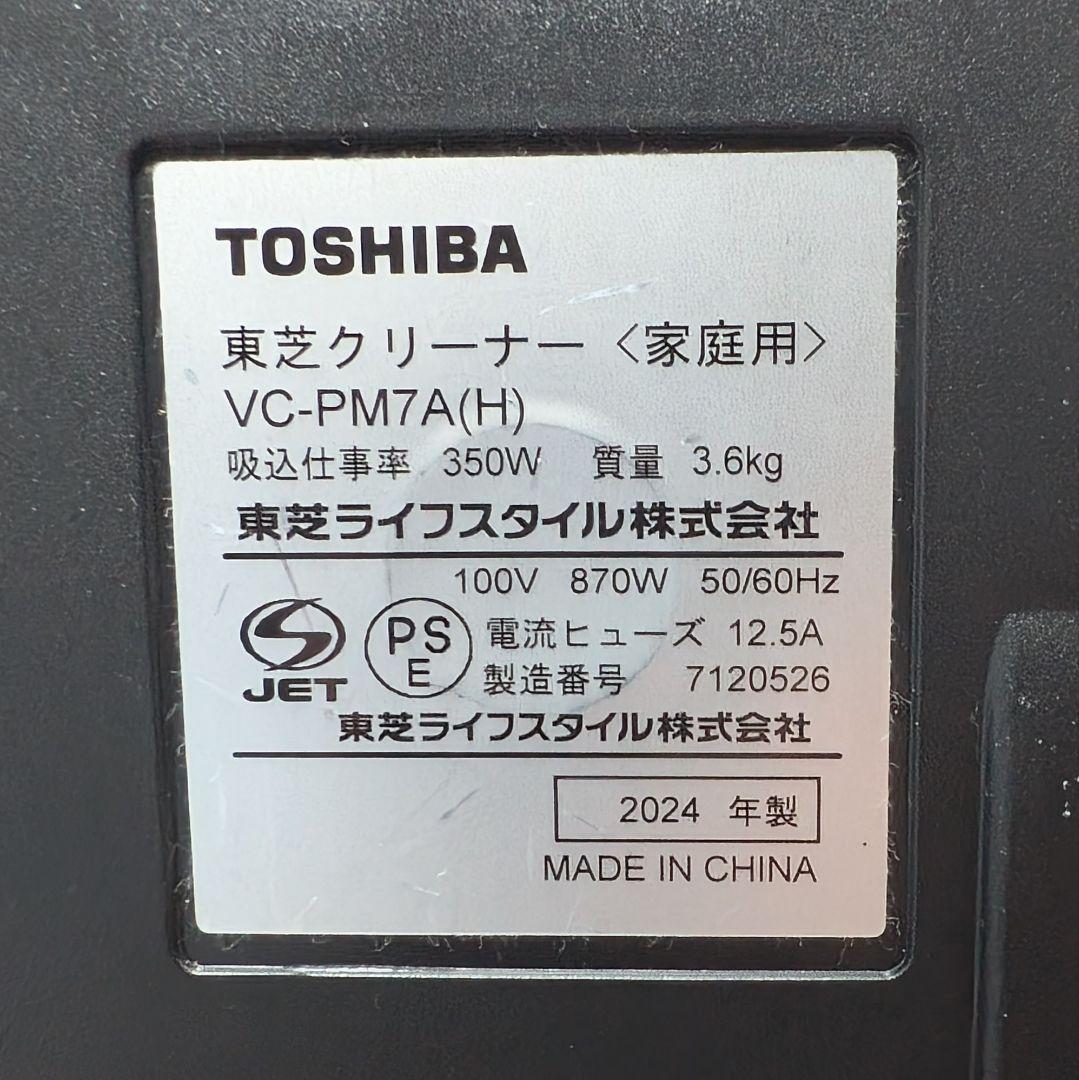 TOSHIBA
東芝クリーナー〈家庭用〉
VC-PM7A(H)
吸込仕事率 350W 質量 3.6kg
東芝ライフスタイル株式会社
100V 870W 50/60Hz
JET PSE 電流ヒューズ 12.5A
製造番号 7120526
東芝ライフスタイル株式会社
2024 年製
MADE IN CHINA